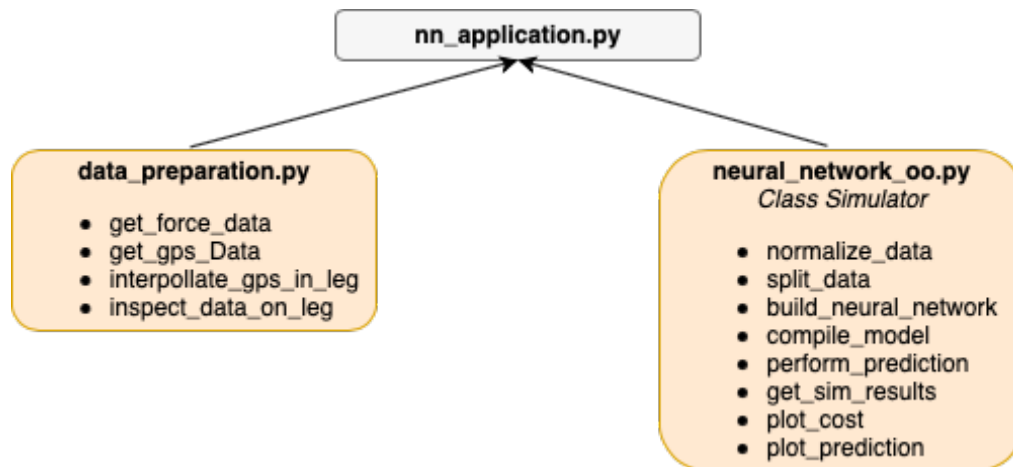 nn_application.py
data_preparation.py
• get_force_data
• get_gps_Data
• interpollate_gps_in_leg
• inspect_data_on_leg
neural_network_oo.py
Class Simulator
• normalize_data
• split_data
• build_neural_network
• compile_model
• perform_prediction
• get_sim_results
• plot_cost
• plot_prediction